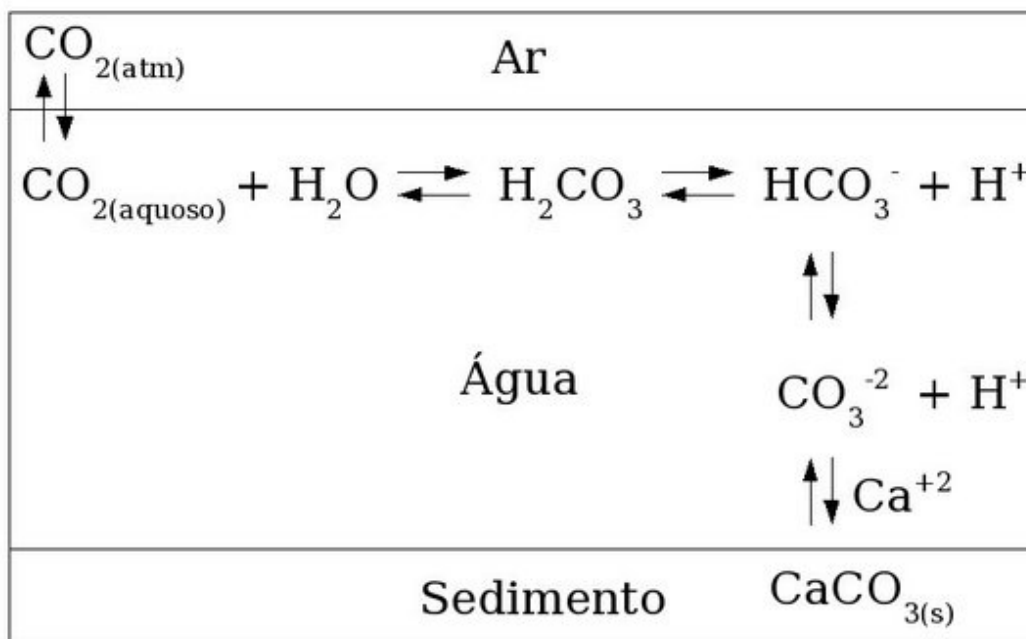 CO₂(atm)
Ar
CO₂(aquoso) + H₂O ⇌ H₂CO₃ ⇌ HCO₃⁻ + H⁺
Água
CO₃⁻² + H⁺
Ca⁺²
Sedimento
CaCO₃(s)